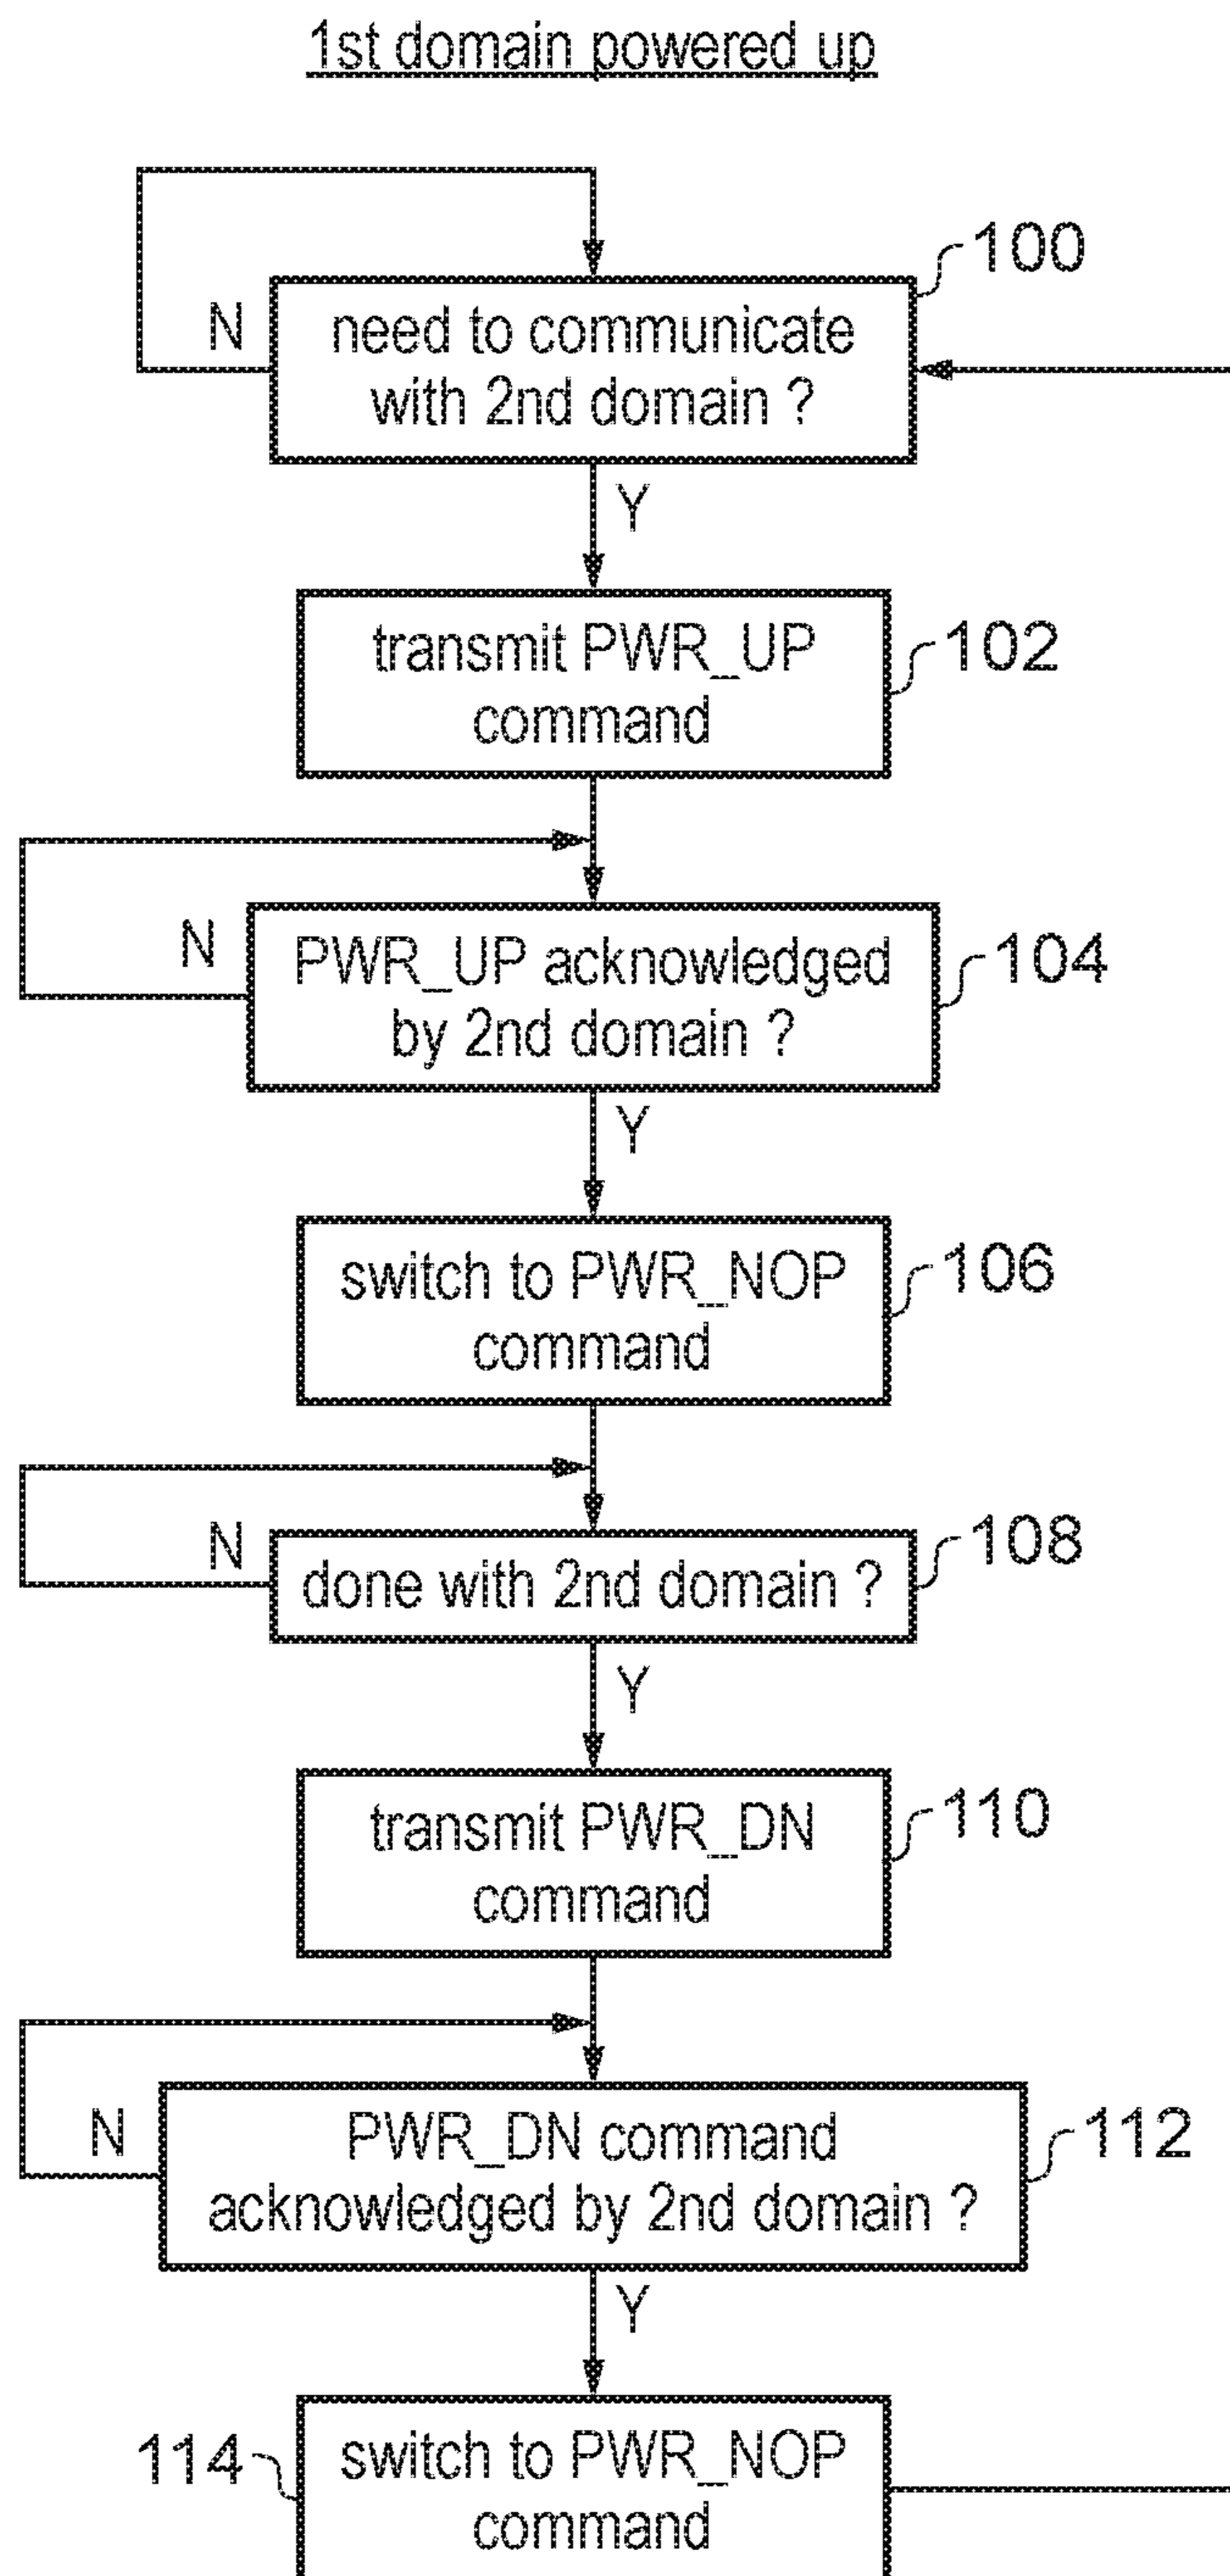 1st domain powered up
100
N
need to communicate
with 2nd domain ?
Y
transmit PWR_UP
command
102
N
PWR_UP acknowledged
by 2nd domain ?
104
Y
switch to PWR_NOP
command
106
N
done with 2nd domain ?
108
Y
transmit PWR_DN
command
110
N
PWR_DN command
acknowledged by 2nd domain ?
112
Y
114
switch to PWR_NOP
command